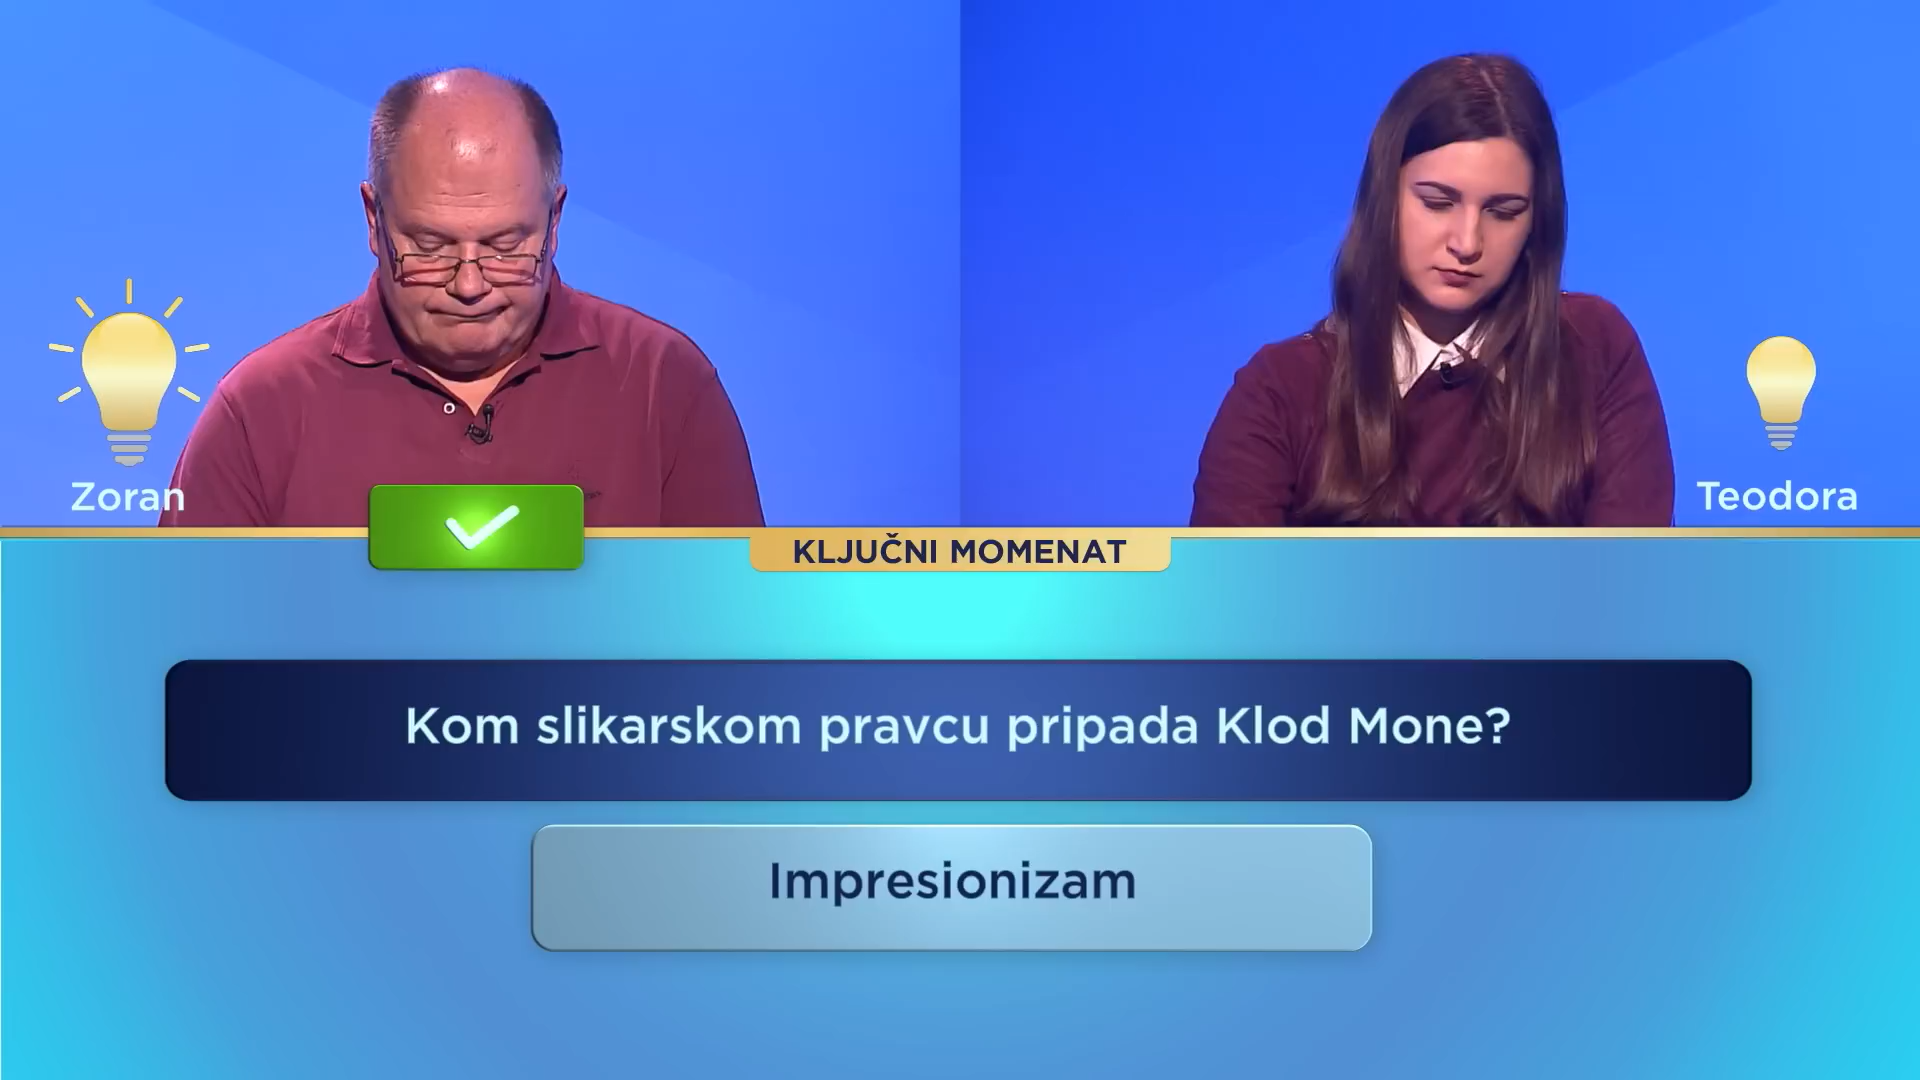 Zoran
Teodora
KLJUČNI MOMENAT
Kom slikarskom pravcu pripada Klod Mone?
Impresionizam